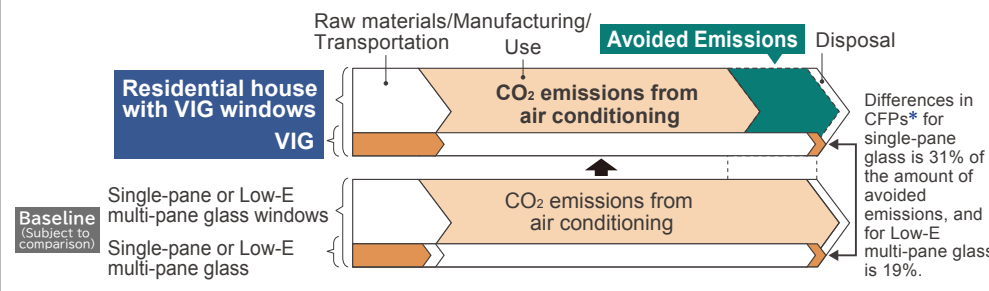 Raw materials/Manufacturing/
Transportation
Use
Avoided Emissions
Disposal
Residential house
with VIG windows
VIG
CO₂ emissions from
air conditioning
Differences in
CFPs* for
single-pane
glass is 31% of
the amount of
avoided
emissions, and
for Low-E
multi-pane glass
is 19%.
Baseline
(Subject to
comparison)
Single-pane or Low-E
multi-pane glass windows
Single-pane or Low-E
multi-pane glass
CO₂ emissions from
air conditioning